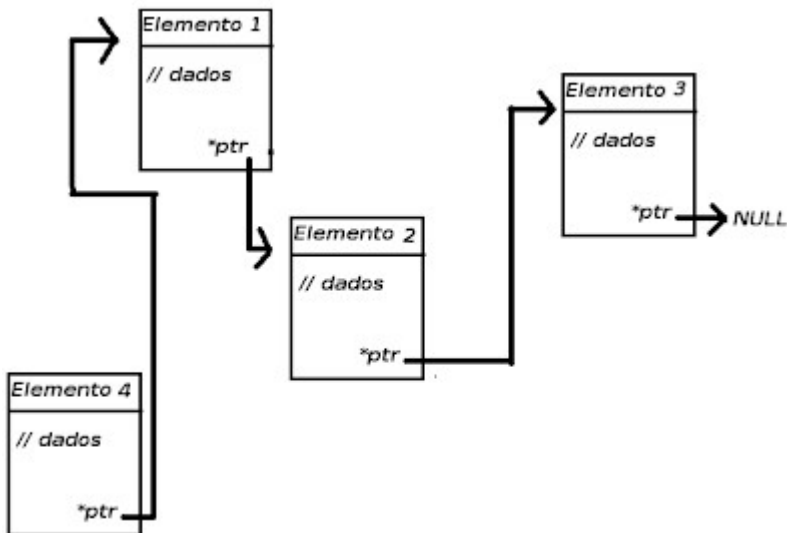 Elemento 1
// dados
*ptr
Elemento 2
// dados
*ptr
Elemento 3
// dados
*ptr
NULL
Elemento 4
// dados
*ptr